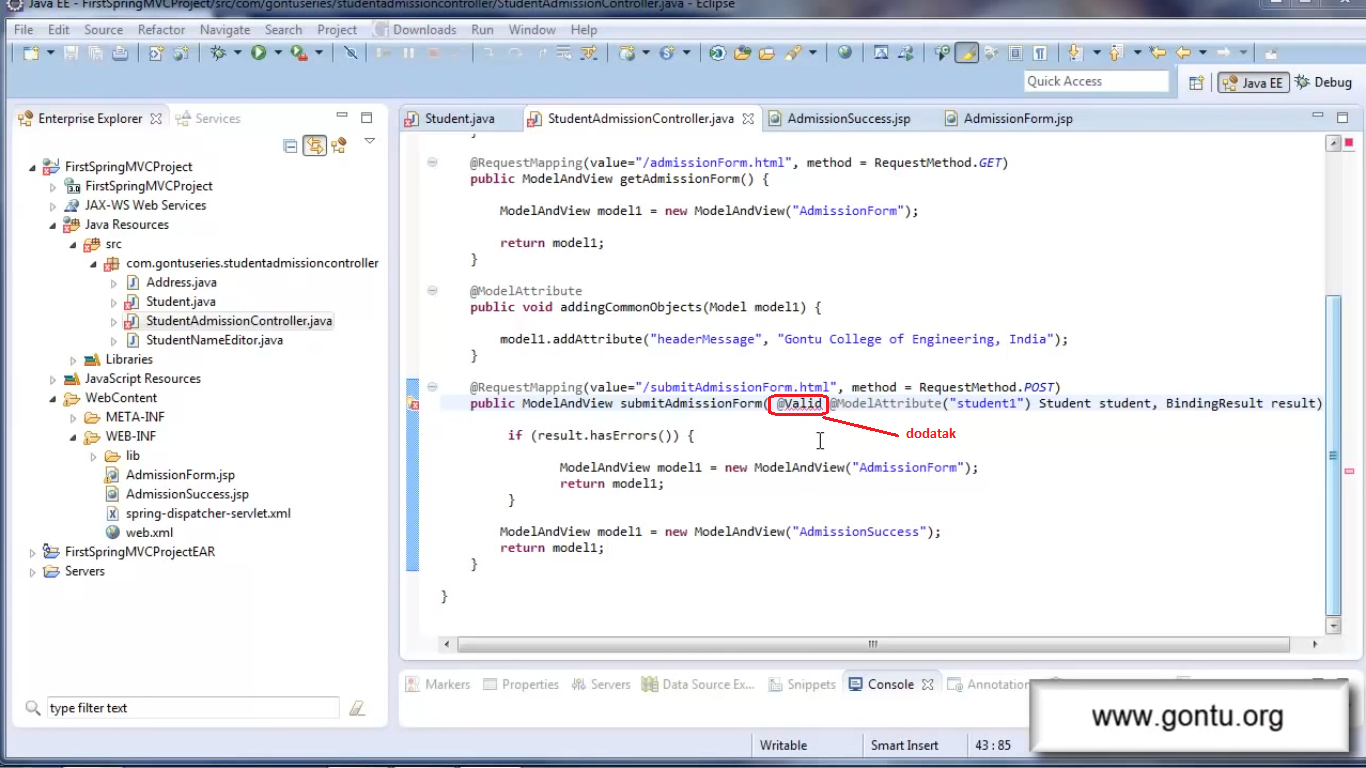 Java EE - FirstSpringMVCProject/src/com/gontuseries/studentadmissioncontroller/StudentAdmissionController.java - Eclipse
File Edit Source Refactor Navigate Search Project Downloads Run Window Help
Quick Access
Java EE
Debug
Enterprise Explorer
Services
FirstSpringMVCProject
FirstSpringMVCProject
JAX-WS Web Services
Java Resources
src
com.gontuseries.studentadmissioncontroller
Address.java
Student.java
StudentAdmissionController.java
StudentNameEditor.java
Libraries
JavaScript Resources
WebContent
META-INF
WEB-INF
lib
AdmissionForm.jsp
AdmissionSuccess.jsp
spring-dispatcher-servlet.xml
web.xml
FirstSpringMVCProjectEAR
Servers
type filter text
Student.java
StudentAdmissionController.java
AdmissionSuccess.jsp
AdmissionForm.jsp
}
@RequestMapping(value="/admissionForm.html", method = RequestMethod.GET)
public ModelAndView getAdmissionForm() {
ModelAndView model1 = new ModelAndView("AdmissionForm");
return model1;
}
@ModelAttribute
public void addingCommonObjects(Model model1) {
model1.addAttribute("headerMessage", "Gontu College of Engineering, India");
}
@RequestMapping(value="/submitAdmissionForm.html", method = RequestMethod.POST)
public ModelAndView submitAdmissionForm( @Valid @ModelAttribute("student1") Student student, BindingResult result)
dodatak
if (result.hasErrors()) {
ModelAndView model1 = new ModelAndView("AdmissionForm");
return model1;
}
ModelAndView model1 = new ModelAndView("AdmissionSuccess");
return model1;
}
}
Markers
Properties
Servers
Data Source Ex...
Snippets
Console
Annotation
www.gontu.org
Writable
Smart Insert
43 : 85